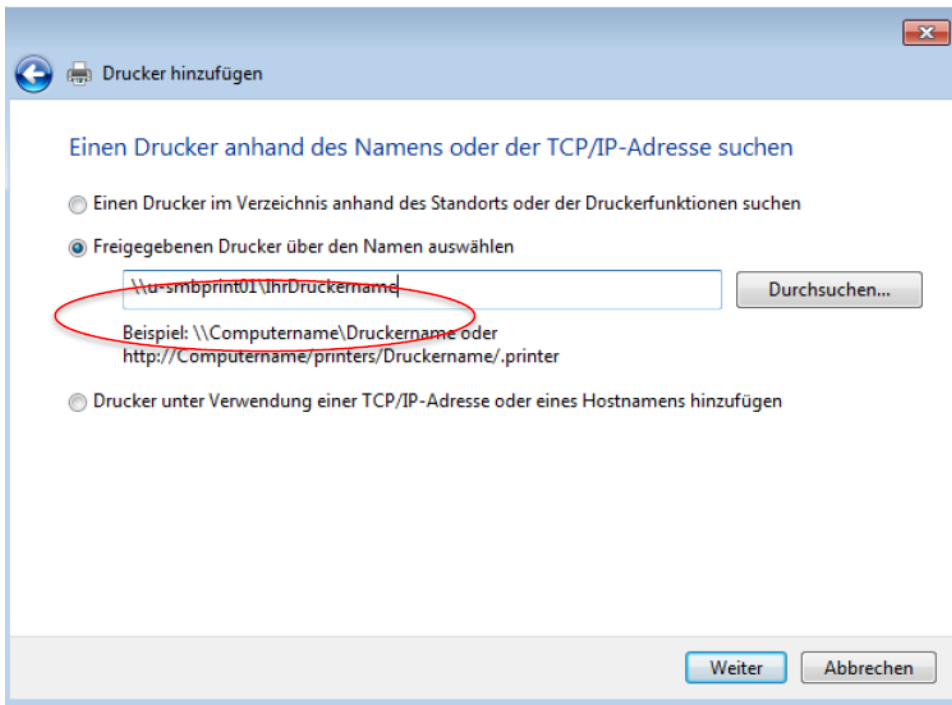 Drucker hinzufügen
Einen Drucker anhand des Namens oder der TCP/IP-Adresse suchen
Einen Drucker im Verzeichnis anhand des Standorts oder der Druckerfunktionen suchen
Freigegebenen Drucker über den Namen auswählen
\\u-smbprint01\IhrDruckername
Durchsuchen...
Beispiel: \\Computername\Druckername oder
http://Computername/printers/Druckername/.printer
Drucker unter Verwendung einer TCP/IP-Adresse oder eines Hostnamens hinzufügen
Weiter
Abbrechen